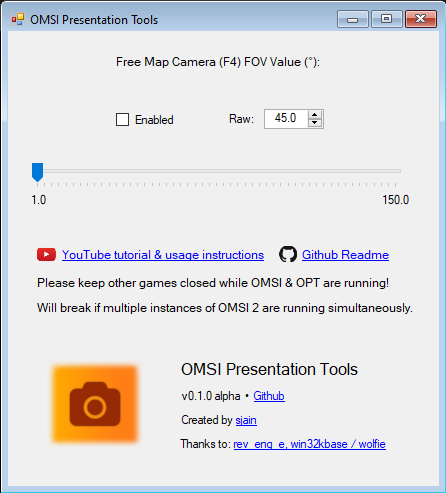 OMSI Presentation Tools
Free Map Camera (F4) FOV Value (°):
Enabled Raw: 45.0
1.0 150.0
YouTube tutorial & usage instructions Github Readme
Please keep other games closed while OMSI & OPT are running!
Will break if multiple instances of OMSI 2 are running simultaneously.
OMSI Presentation Tools
v0.1.0 alpha • Github
Created by sjain
Thanks to: rev_eng_e, win32kbase / wolfie